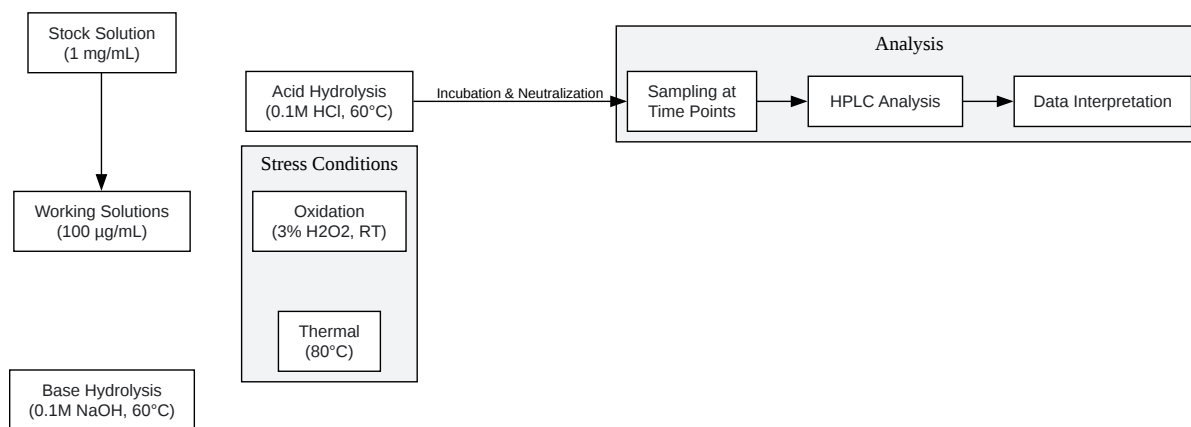 Stock Solution
(1 mg/mL)
Working Solutions
(100 µg/mL)
Base Hydrolysis
(0.1M NaOH, 60°C)
Acid Hydrolysis
(0.1M HCl, 60°C)
Incubation & Neutralization
Stress Conditions
Oxidation
(3% H2O2, RT)
Thermal
(80°C)
Analysis
Sampling at
Time Points
HPLC Analysis
Data Interpretation